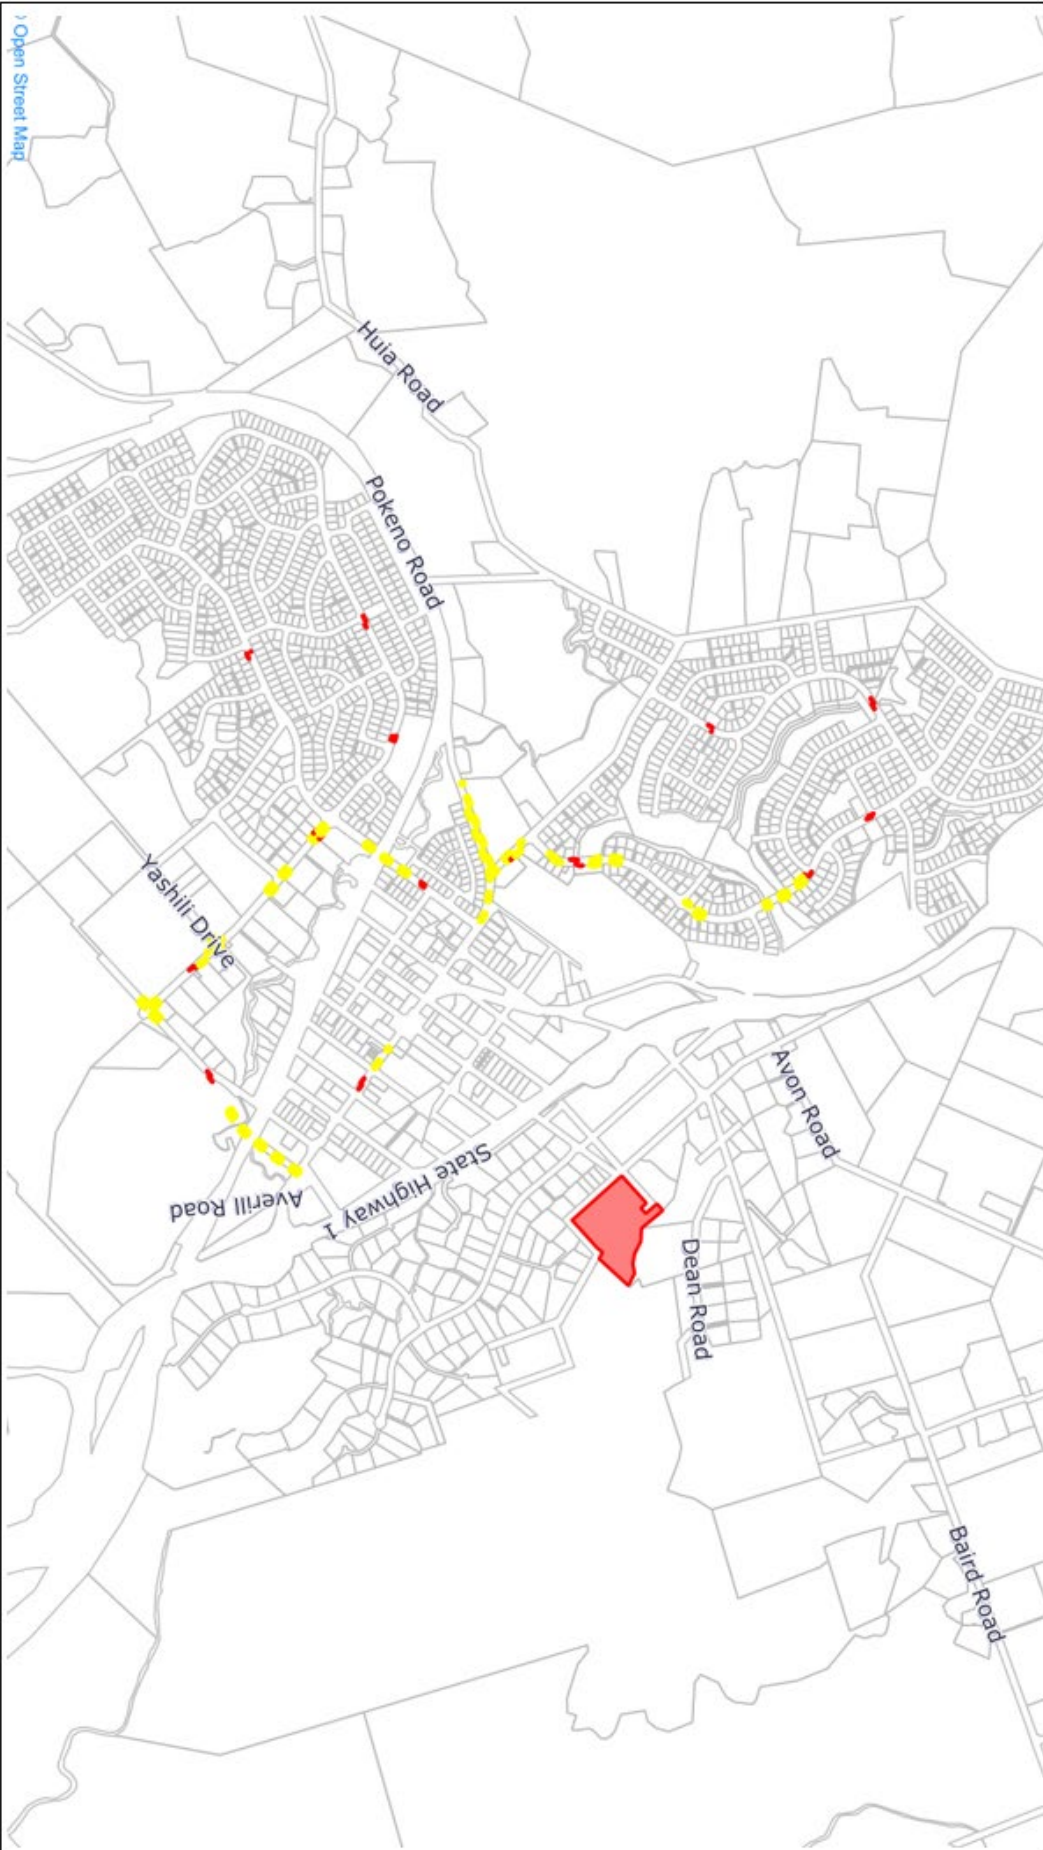 › Open Street Map
Huia Road
Pokeno Road
Yashili Drive
Avon Road
State Highway 1
Averill Road
Dean Road
Baird Road